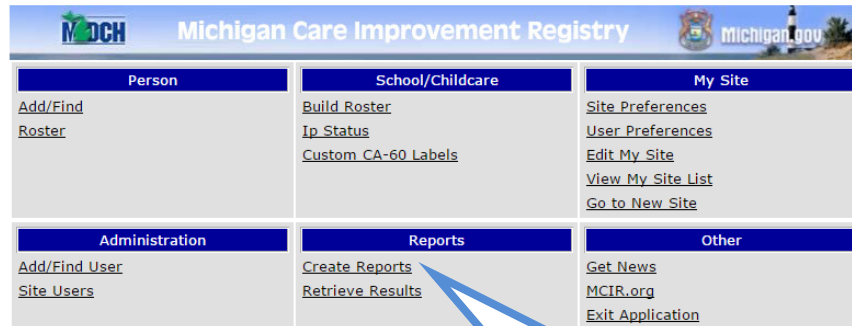 MDCH Michigan Care Improvement Registry Michigan.gov
Person
Add/Find
Roster
School/Childcare
Build Roster
Ip Status
Custom CA-60 Labels
My Site
Site Preferences
User Preferences
Edit My Site
View My Site List
Go to New Site
Administration
Add/Find User
Site Users
Reports
Create Reports
Retrieve Results
Other
Get News
MCIR.org
Exit Application